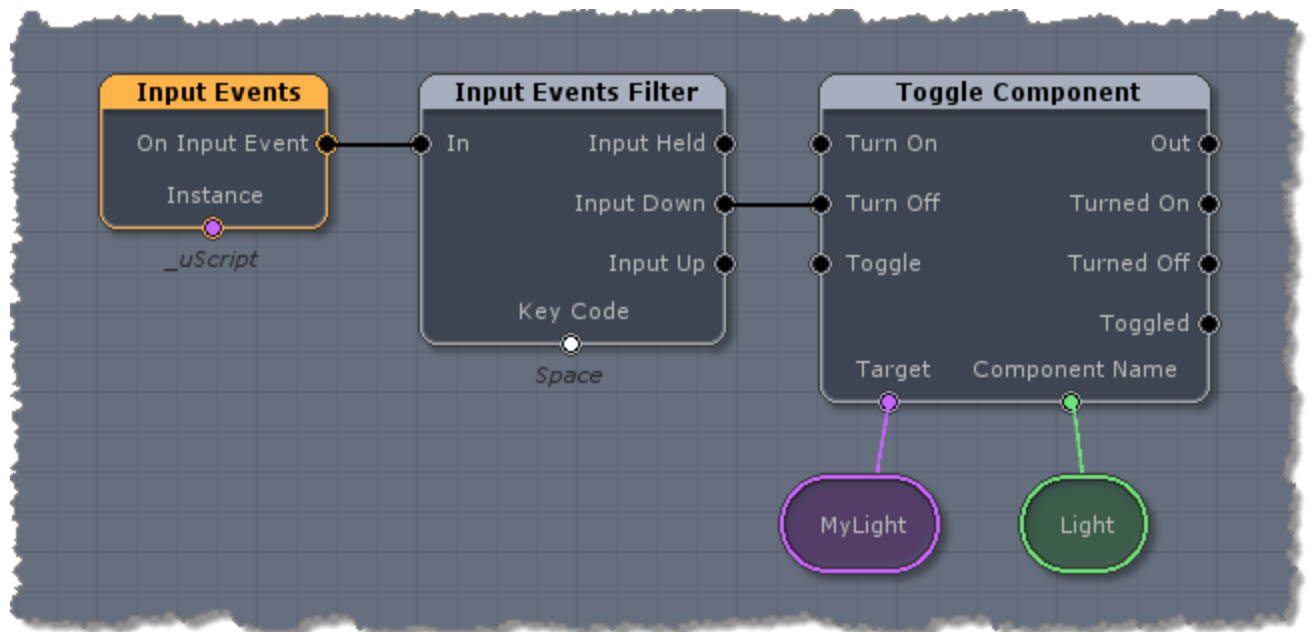 Input Events
On Input Event
Instance
_uScript
Input Events Filter
In
Input Held
Input Down
Input Up
Key Code
Space
Toggle Component
Turn On
Out
Turn Off
Turned On
Toggle
Turned Off
Toggled
Target
Component Name
MyLight
Light